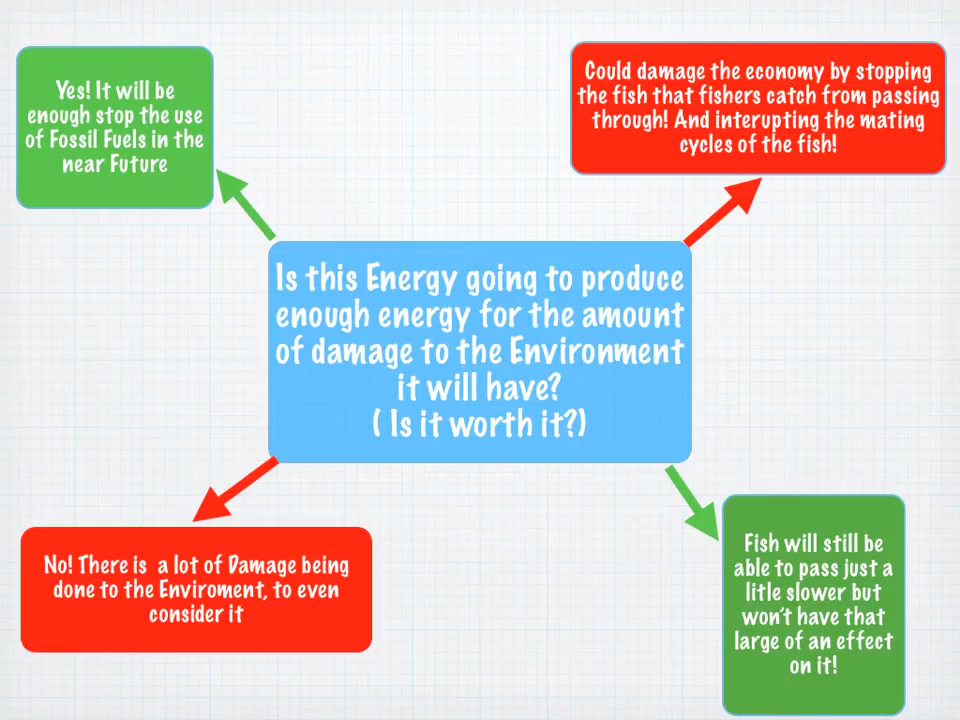 Yes! It will be
enough stop the use
of Fossil Fuels in the
near Future
Could damage the economy by stopping
the fish that fishers catch from passing
through! And interupting the mating
cycles of the fish!
Is this Energy going to produce
enough energy for the amount
of damage to the Environment
it will have?
( Is it worth it?)
No! There is a lot of Damage being
done to the Enviroment, to even
consider it
Fish will still be
able to pass just a
litle slower but
won't have that
large of an effect
on it!